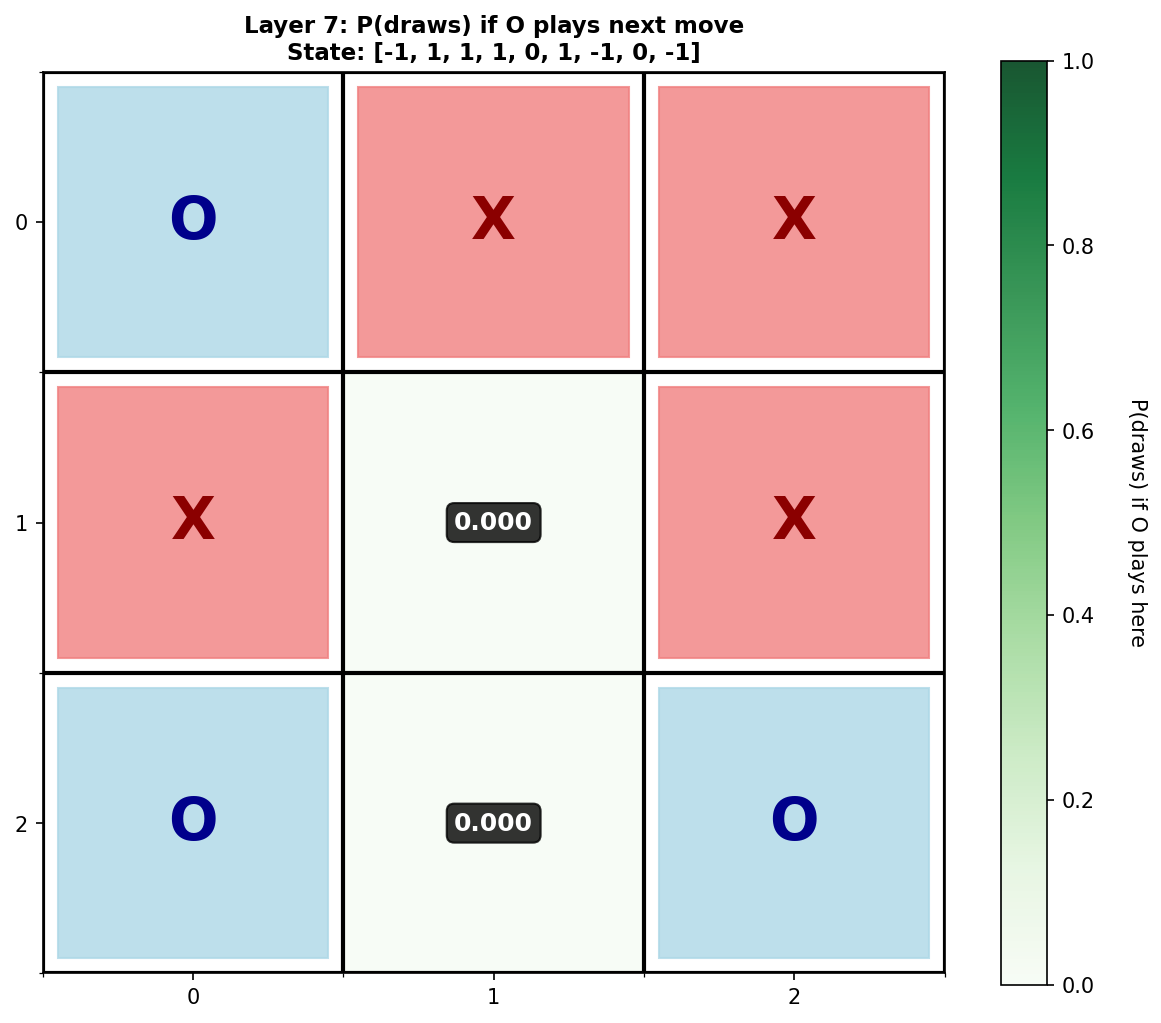 Layer 7: P(draws) if O plays next move
State: [-1, 1, 1, 1, 0, 1, -1, 0, -1]
O X X
0
X 0.000 X
1
O 0.000 O
2
0 1 2
1.0
0.8
0.6
0.4
0.2
0.0
P(draws) if O plays here